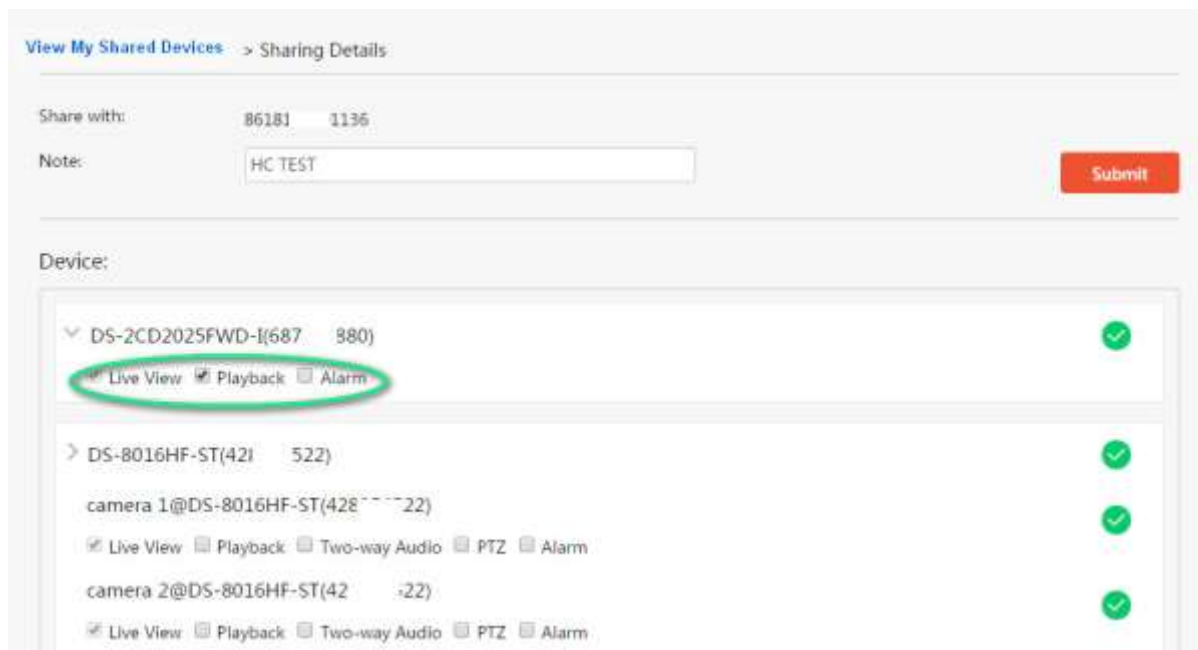 View My Shared Devices > Sharing Details
Share with: 86181 1136
Note: HC TEST
Submit
Device:
DS-2CD2025FWD-I(687 880)
Live View Playback Alarm
DS-8016HF-ST(428 522)
camera 1@DS-8016HF-ST(428 22)
Live View Playback Two-way Audio PTZ Alarm
camera 2@DS-8016HF-ST(42 22)
Live View Playback Two-way Audio PTZ Alarm